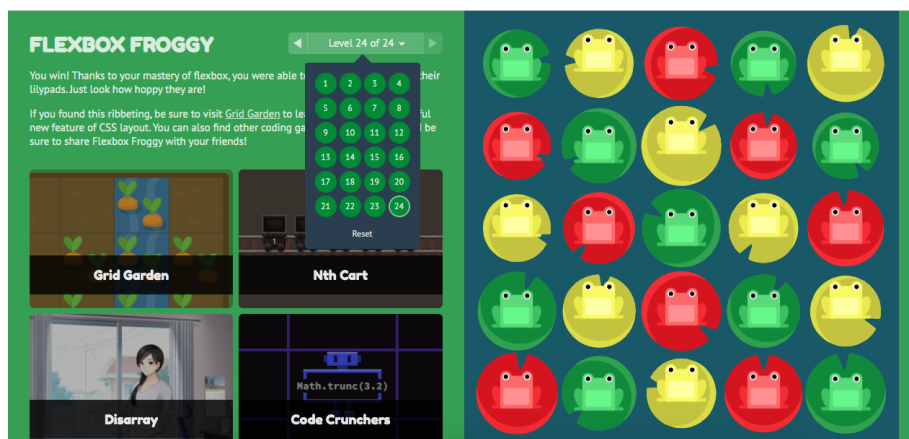 FLEXBOX FROGGY
Level 24 of 24
You win! Thanks to your mastery of flexbox, you were able to their
lilypads. Just look how hoppy they are!
If you found this ribbeting, be sure to visit Grid Garden to
new feature of CSS layout. You can also find other coding be
sure to share Flexbox Froggy with your friends!
1 2 3 4
5 6 7 8
9 10 11 12
13 14 15 16
17 18 19 20
21 22 23 24
Reset
1
Grid Garden
Nth Cart
Math.trunc(3.2)
Disarray
Code Crunchers